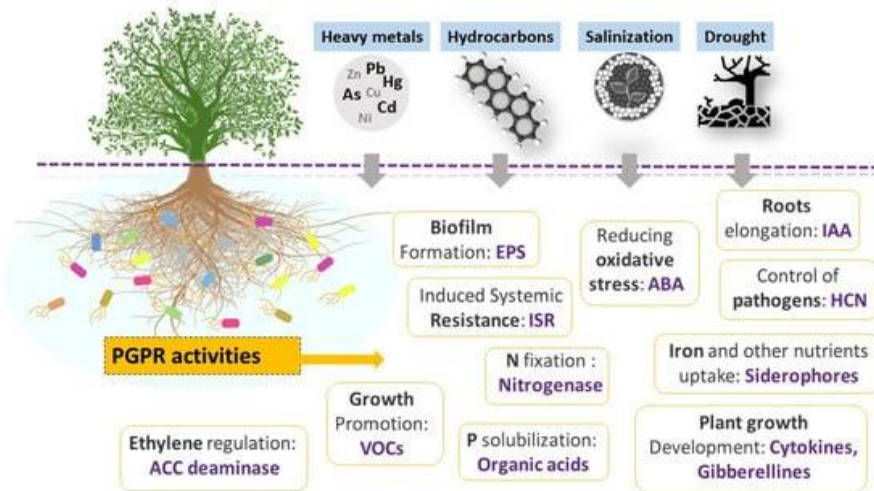 Heavy metals
Hydrocarbons
Salinization
Drought
Zn Pb
Hg
As Cu
Cd
Ni
Biofilm
Formation: EPS
Reducing
oxidative
stress: ABA
Roots
elongation: IAA
Induced Systemic
Resistance: ISR
Control of
pathogens: HCN
PGPR activities
N fixation :
Nitrogenase
Iron and other nutrients
uptake: Siderophores
Growth
Promotion:
VOCs
Ethylene regulation:
ACC deaminase
P solubilization:
Organic acids
Plant growth
Development: Cytokines,
Gibberellines